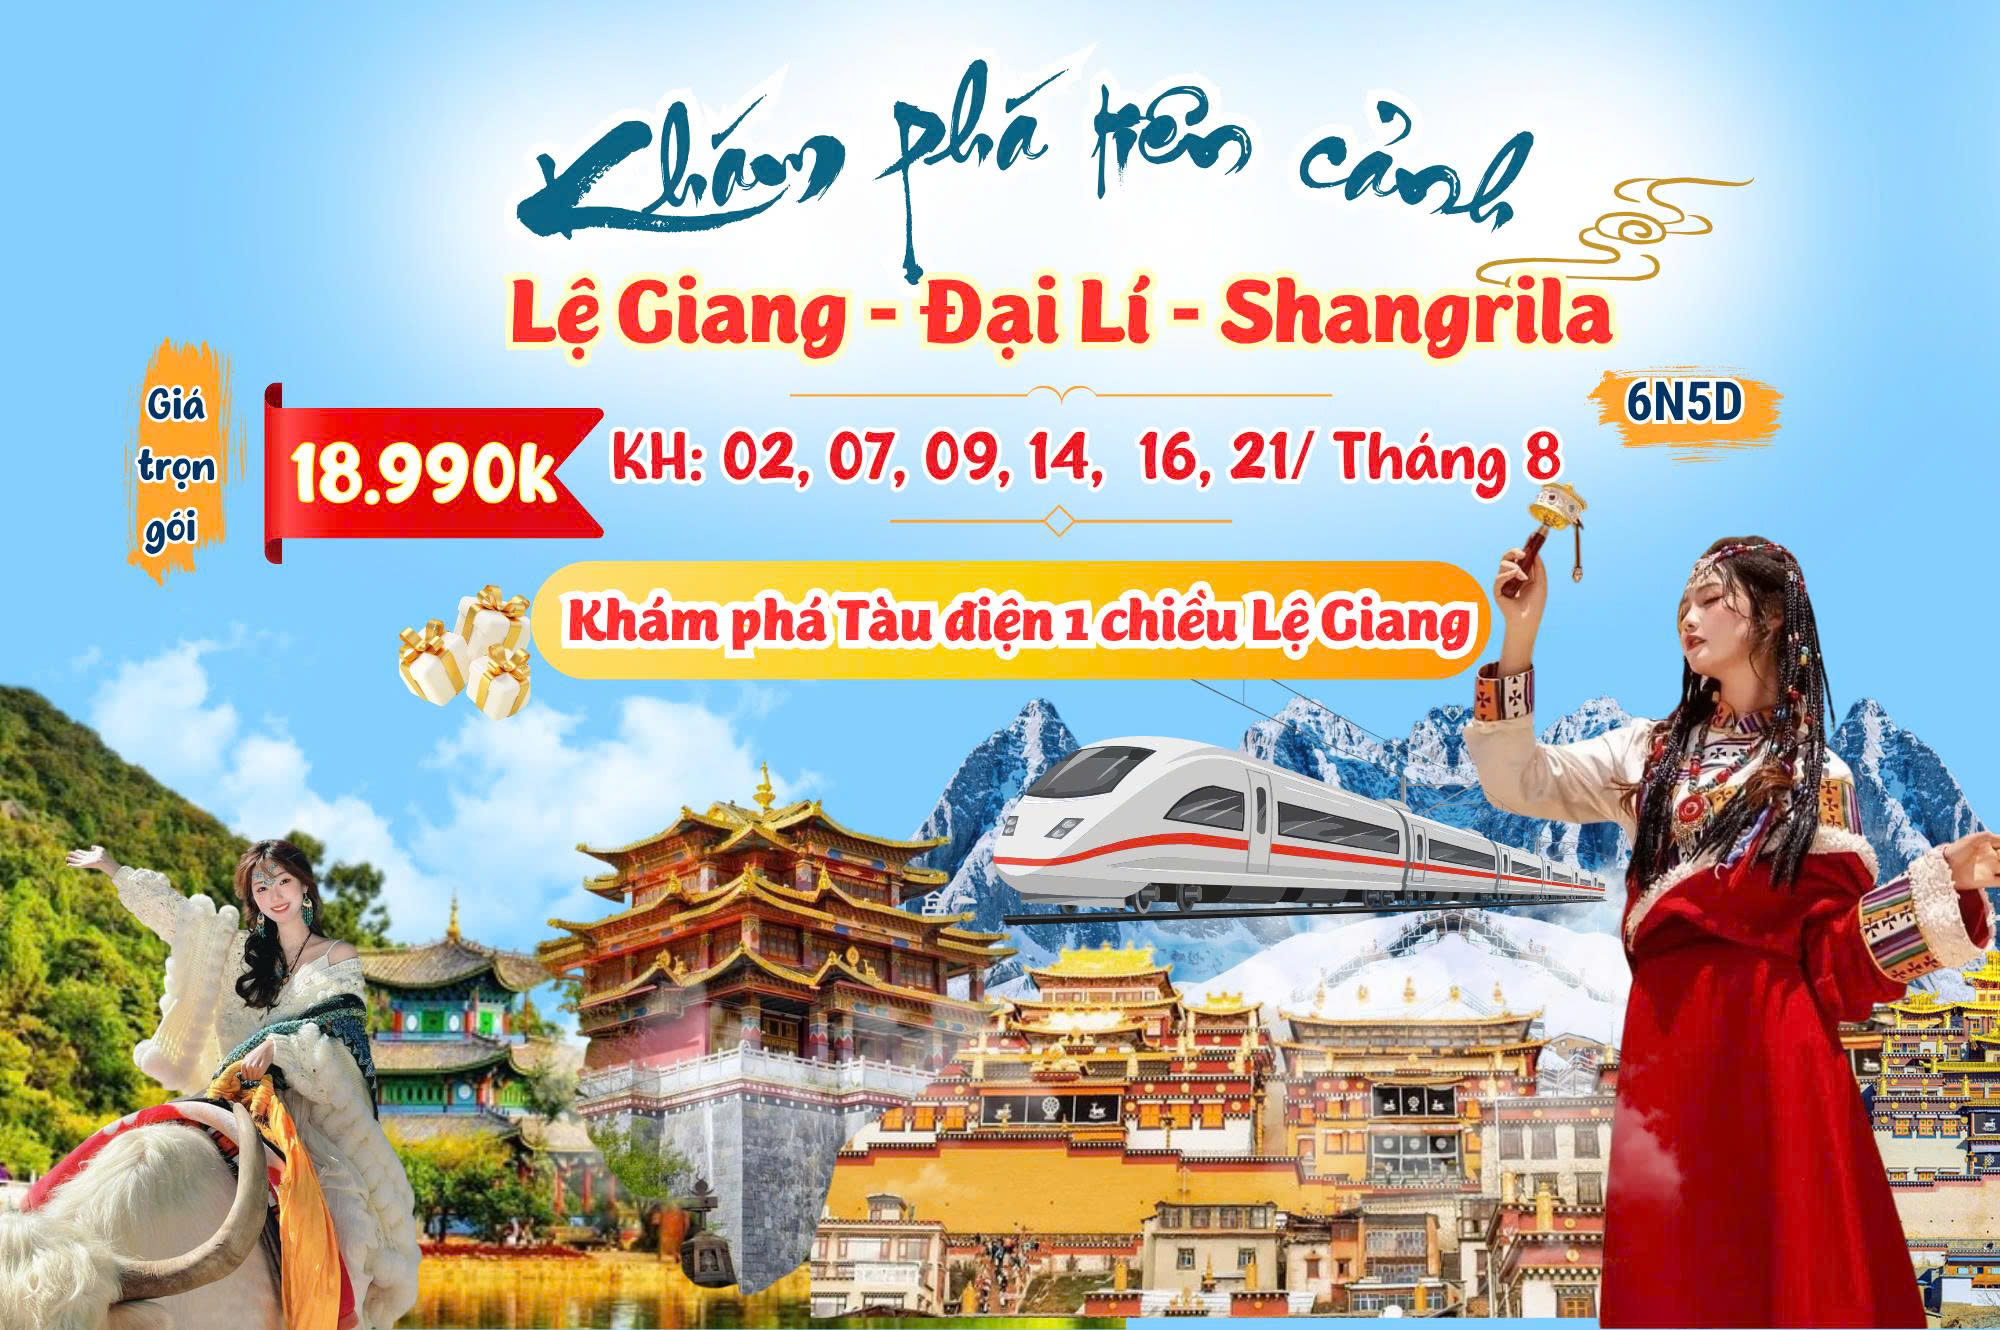 Khám phá tiên cảnh
Lệ Giang - Đại Lí - Shangrila
6N5D
Giá
trọn
gói
18.990k
KH: 02, 07, 09, 14, 16, 21/ Tháng 8
Khám phá Tàu điện 1 chiều Lệ Giang